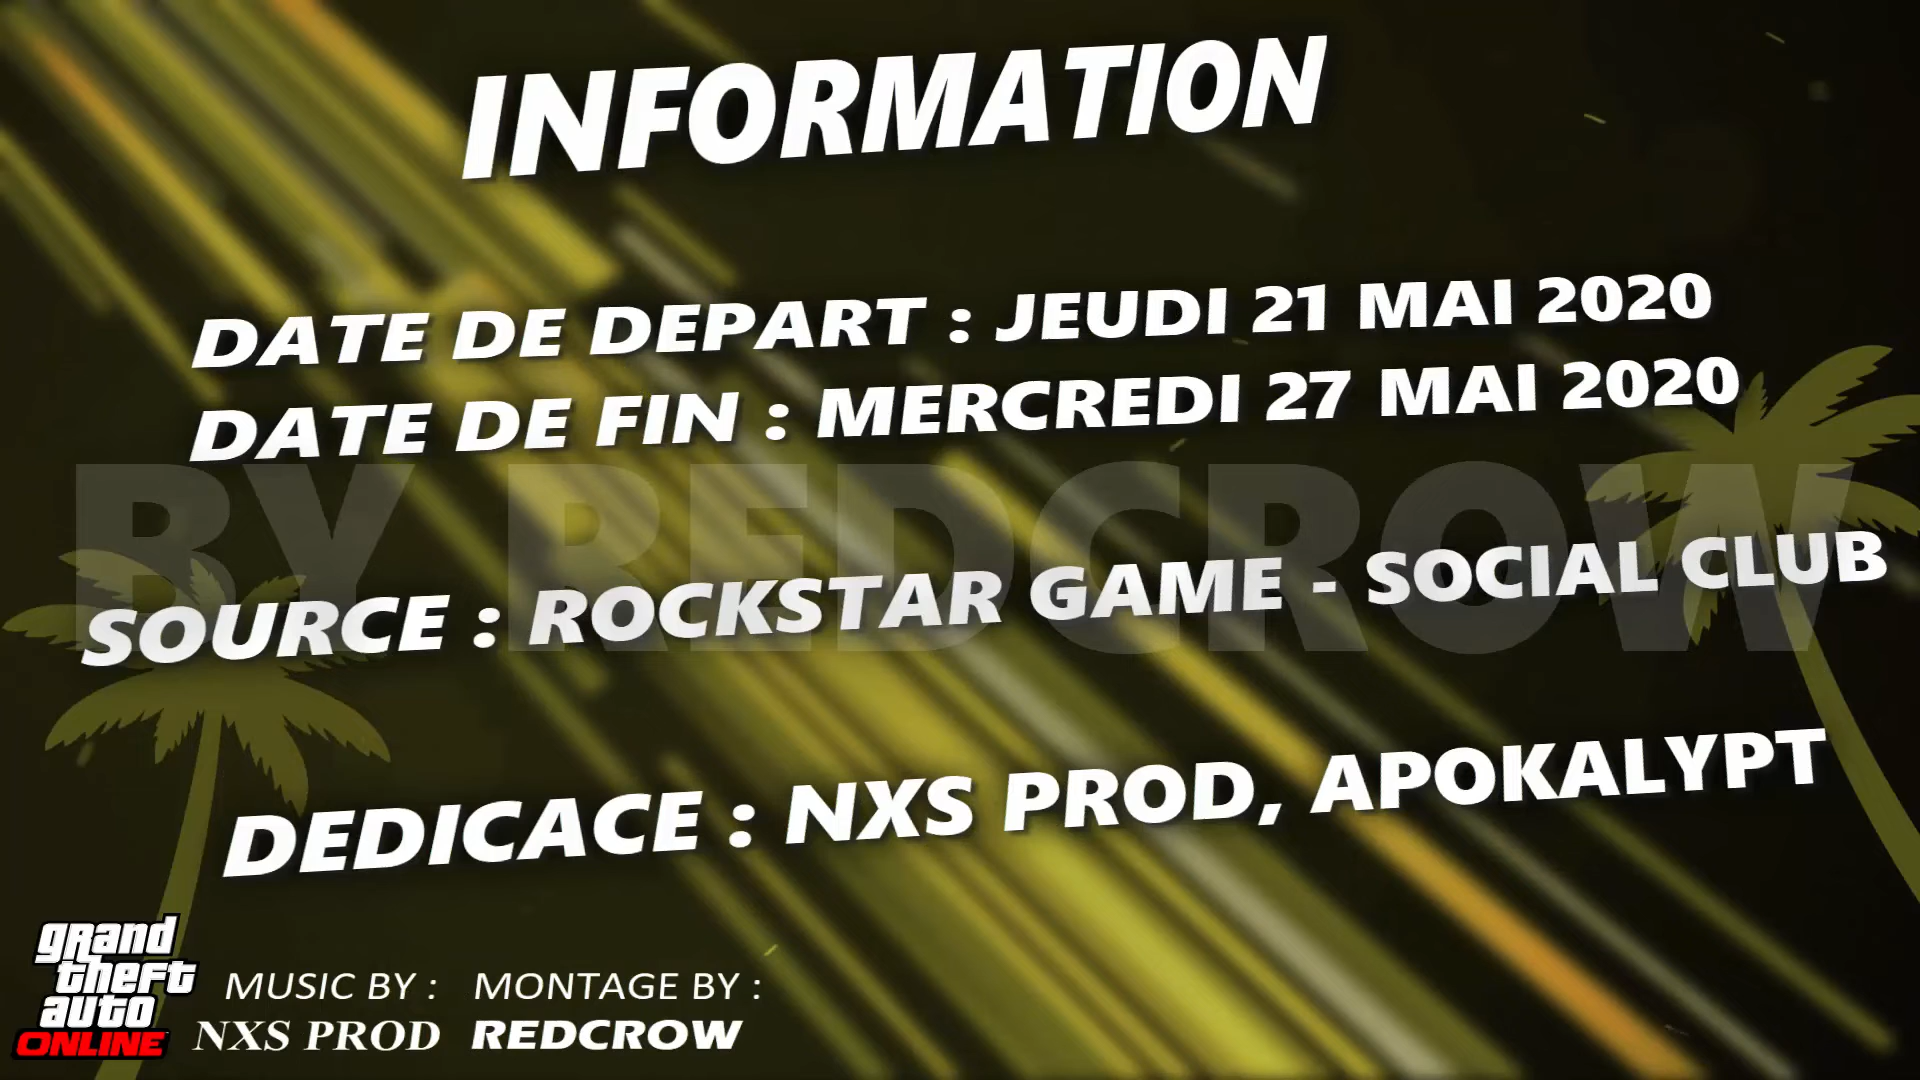 INFORMATION
DATE DE DEPART : JEUDI 21 MAI 2020
DATE DE FIN : MERCREDI 27 MAI 2020
BY REDCROW
SOURCE : ROCKSTAR GAME - SOCIAL CLUB
DEDICACE : NXS PROD, APOKALYPT
grand
theft
auto
ONLINE
MUSIC BY :
NXS PROD
MONTAGE BY :
REDCROW